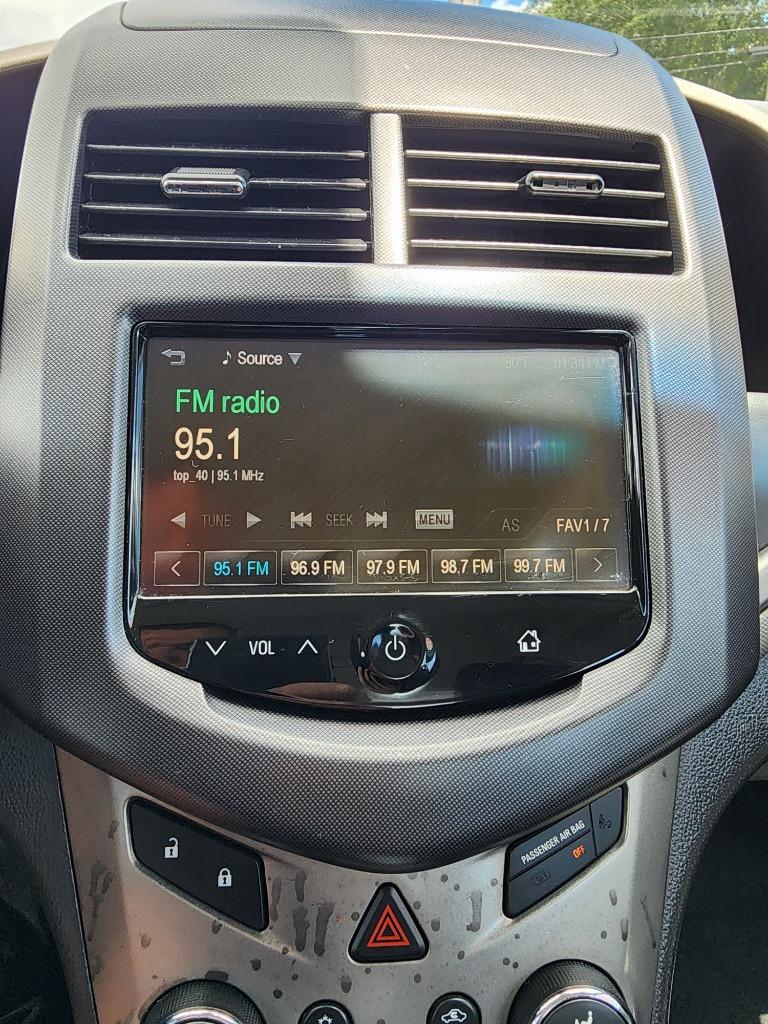 Source 90°F 01:34 PM
FM radio
95.1
top_40 | 95.1 MHz
TUNE SEEK MENU AS FAV1 / 7
95.1 FM 96.9 FM 97.9 FM 98.7 FM 99.7 FM
VOL
PASSENGER AIR BAG
OFF